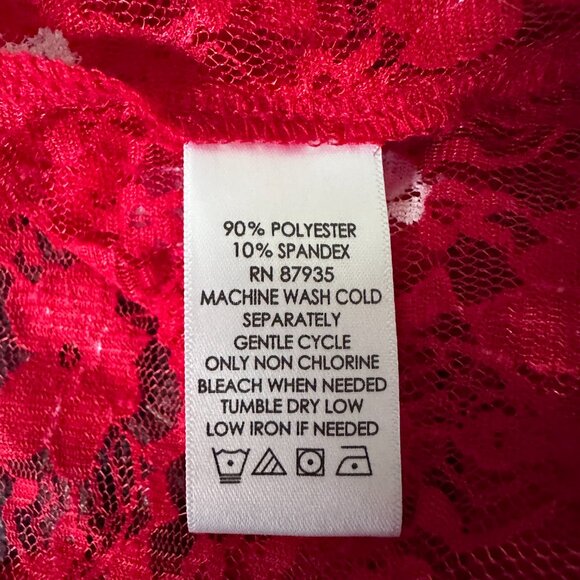 90% POLYESTER
10% SPANDEX
RN 87935
MACHINE WASH COLD
SEPARATELY
GENTLE CYCLE
ONLY NON CHLORINE
BLEACH WHEN NEEDED
TUMBLE DRY LOW
LOW IRON IF NEEDED